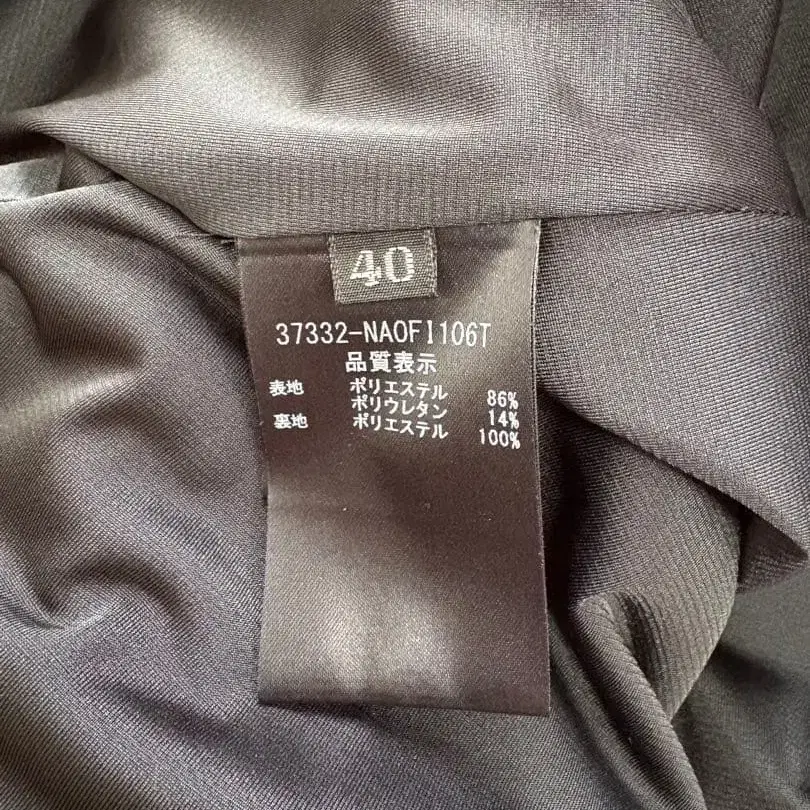 40
37332-NAOFI106T
品質表示
表地 ポリエステル 86%
ポリウレタン 14%
裏地 ポリエステル 100%